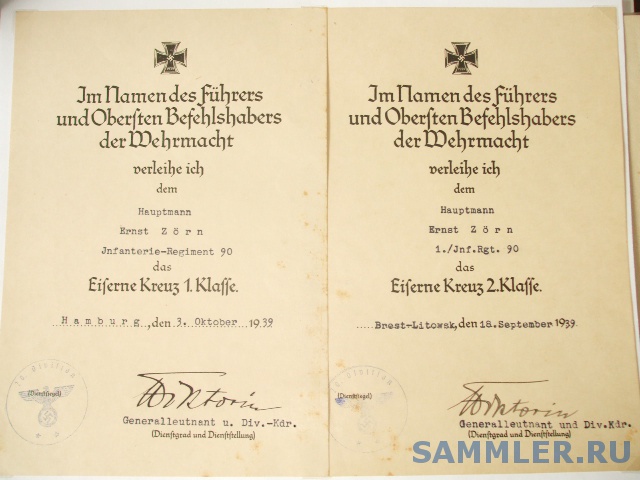 Im Namen des Führers
und Obersten Befehlshabers
der Wehrmacht
verleihe ich
dem
Hauptmann
Ernst Zörn
Jnfanterie-Regiment 90
das
Eiserne Kreuz 1. Klasse.
Hamburg, den 3. Oktober 1939
(Dienstsiegel)
Generalleutnant u. Div.-Kdr.
(Dienstgrad und Dienststellung)
Im Namen des Führers
und Obersten Befehlshabers
der Wehrmacht
verleihe ich
dem
Hauptmann
Ernst Zörn
1./Jnf.Rgt. 90
das
Eiserne Kreuz 2. Klasse.
Brest-Litowsk, den 18. September 1939.
(Dienstsiegel)
Generalleutnant und Div.Kdr.
(Dienstgrad und Dienststellung)
SAMMLER.RU